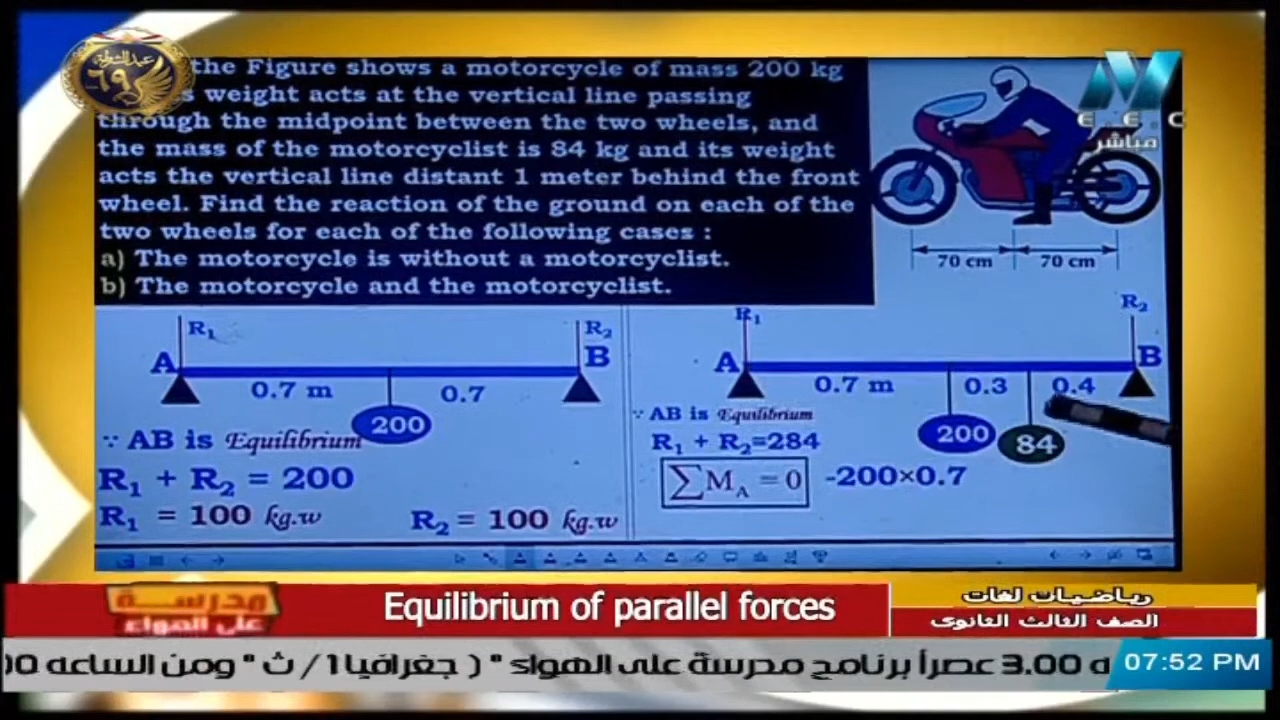 the Figure shows a motorcycle of mass 200 kg
s weight acts at the vertical line passing
through the midpoint between the two wheels, and
the mass of the motorcyclist is 84 kg and its weight
acts the vertical line distant 1 meter behind the front
wheel. Find the reaction of the ground on each of the
two wheels for each of the following cases :
a) The motorcycle is without a motorcyclist.
b) The motorcycle and the motorcyclist.
E. E. C
مباشر
70 cm 70 cm
R₁ R₂
A B
0.7 m 0.7
200
∵ AB is Equilibrium
R₁ + R₂ = 200
R₁ = 100 kg.w R₂ = 100 kg.w
R₁ R₂
A B
0.7 m 0.3 0.4
200 84
∵ AB is Equilibrium
R₁ + R₂=284
∑M_A = 0 -200×0.7
مدرسة
على الهواء
Equilibrium of parallel forces
رياضيات لغات
الصف الثالث الثانوى
3.00 عصراً برنامج مدرسة على الهواء "( جغرافيا 1/ ث " ومن الساعه
07:52 PM